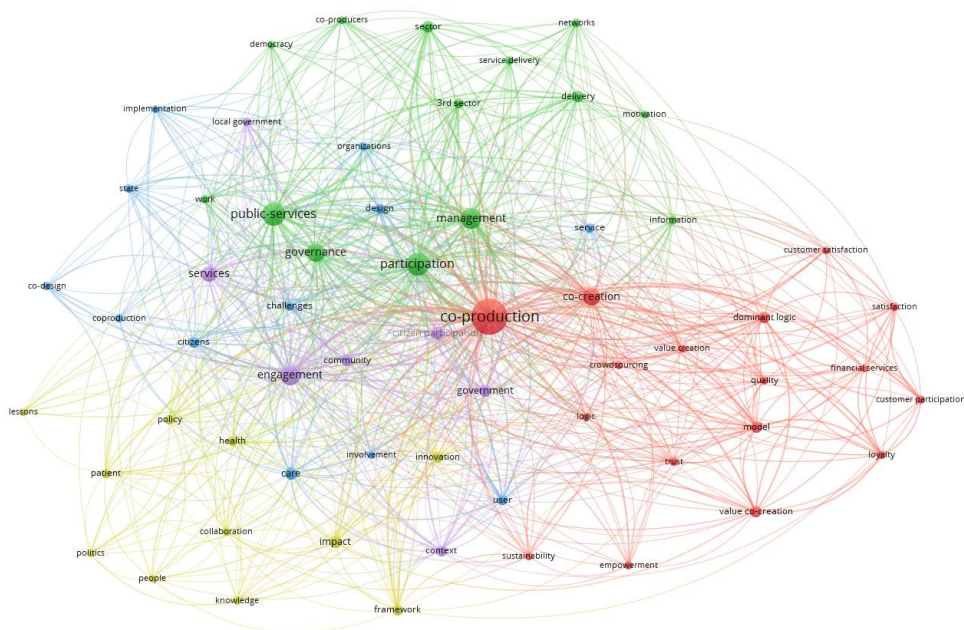 co-producers
sector
networks
democracy
service delivery
3rd sector
delivery
implementation
local government
motivation
organizations
state
work
design
public-services
management
information
service
governance
customer satisfaction
participation
services
co-design
co-creation
challenges
satisfaction
coproduction
co-production
dominant logic
citizen participation
citizens
value creation
community
crowdsourcing
financial services
engagement
quality
government
customer participation
lessons
policy
logic
model
health
innovation
involvement
loyalty
trust
patient
care
user
value co-creation
collaboration
impact
politics
context
sustainability
empowerment
people
knowledge
framework